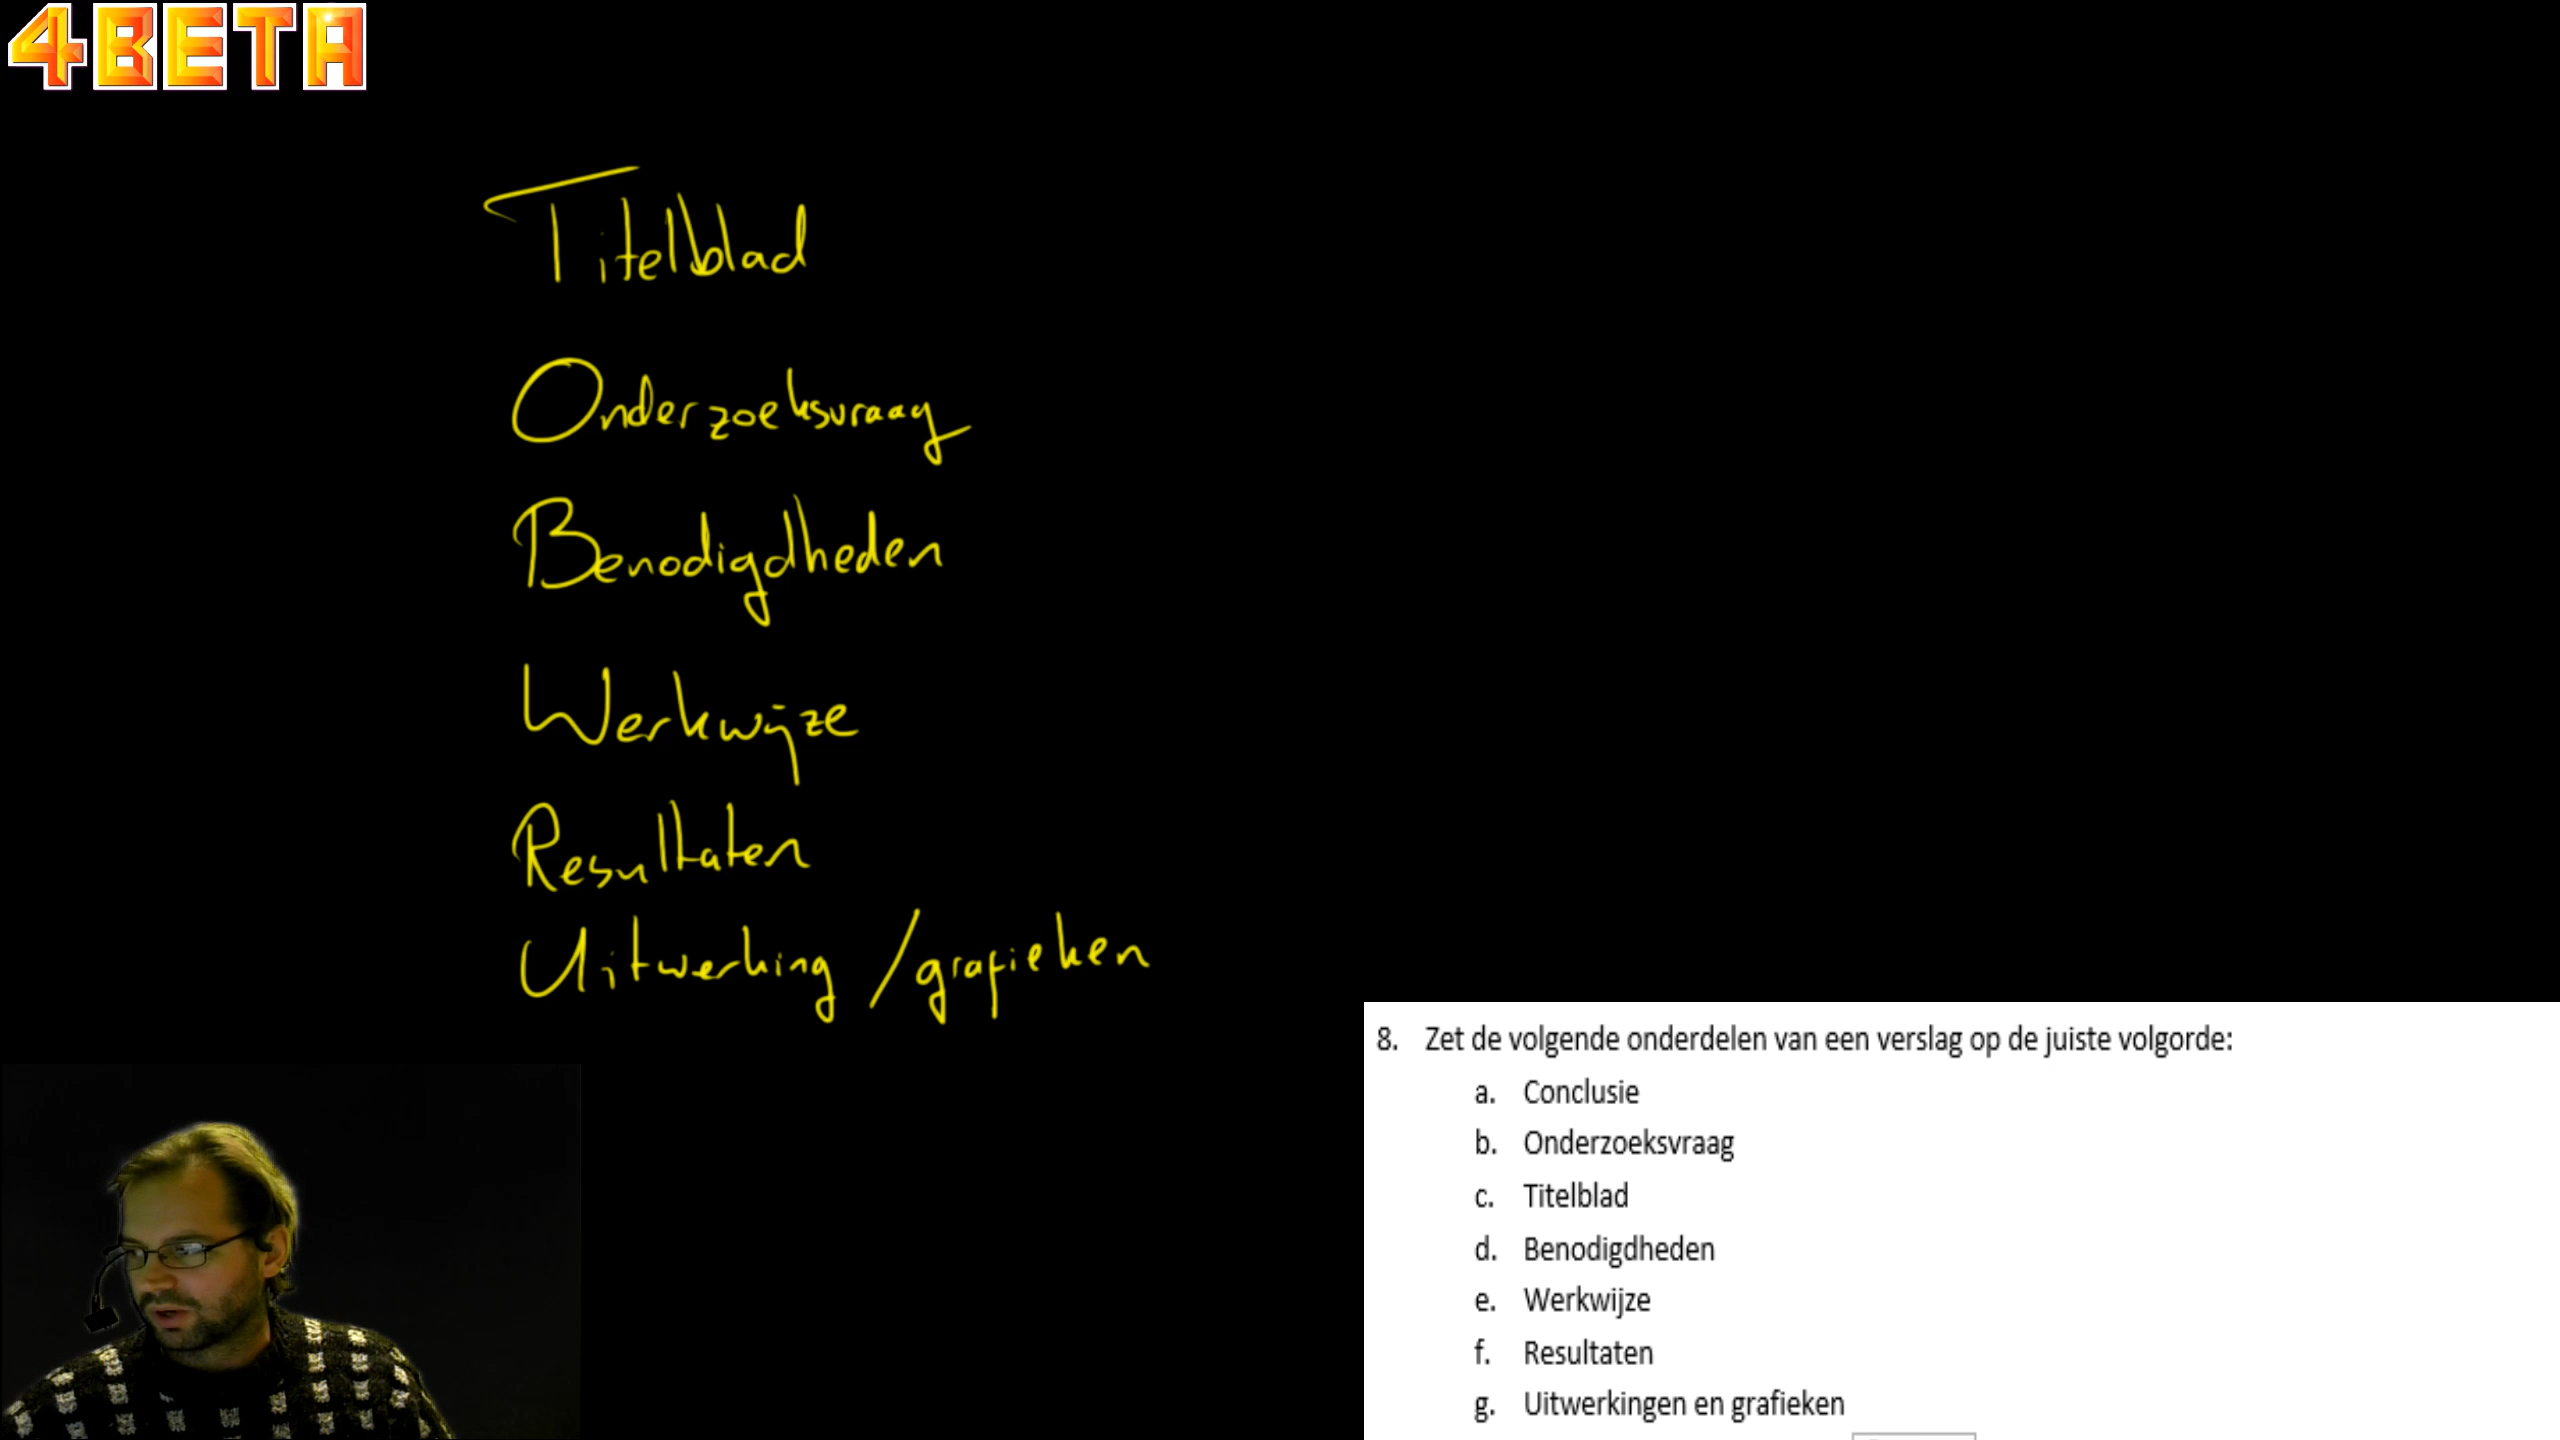 4BETA
Titelblad
Onderzoeksvraag
Benodigdheden
Werkwijze
Resultaten
Uitwerking / grafieken
8. Zet de volgende onderdelen van een verslag op de juiste volgorde:
a. Conclusie
b. Onderzoeksvraag
c. Titelblad
d. Benodigdheden
e. Werkwijze
f. Resultaten
g. Uitwerkingen en grafieken